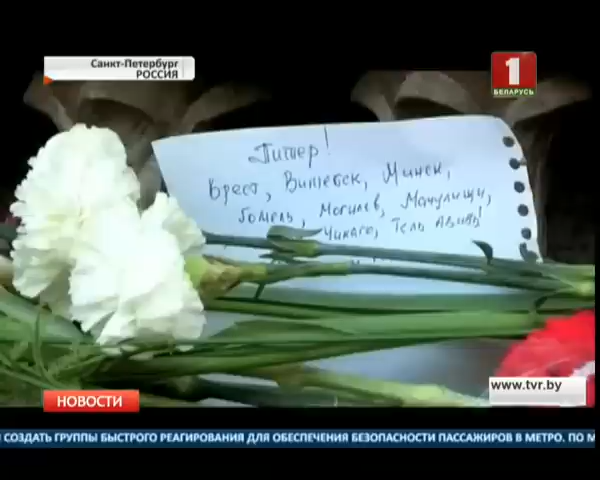 Санкт-Петербург
РОССИЯ
1
БЕЛАРУСЬ
Питер!
Брест, Витебск, Минск,
Гомель, Могилев, Мачулищи,
Чикаго, Тель Авив!
www.tvr.by
НОВОСТИ
СОЗДАТЬ ГРУППЫ БЫСТРОГО РЕАГИРОВАНИЯ ДЛЯ ОБЕСПЕЧЕНИЯ БЕЗОПАСНОСТИ ПАССАЖИРОВ В МЕТРО. ПО М